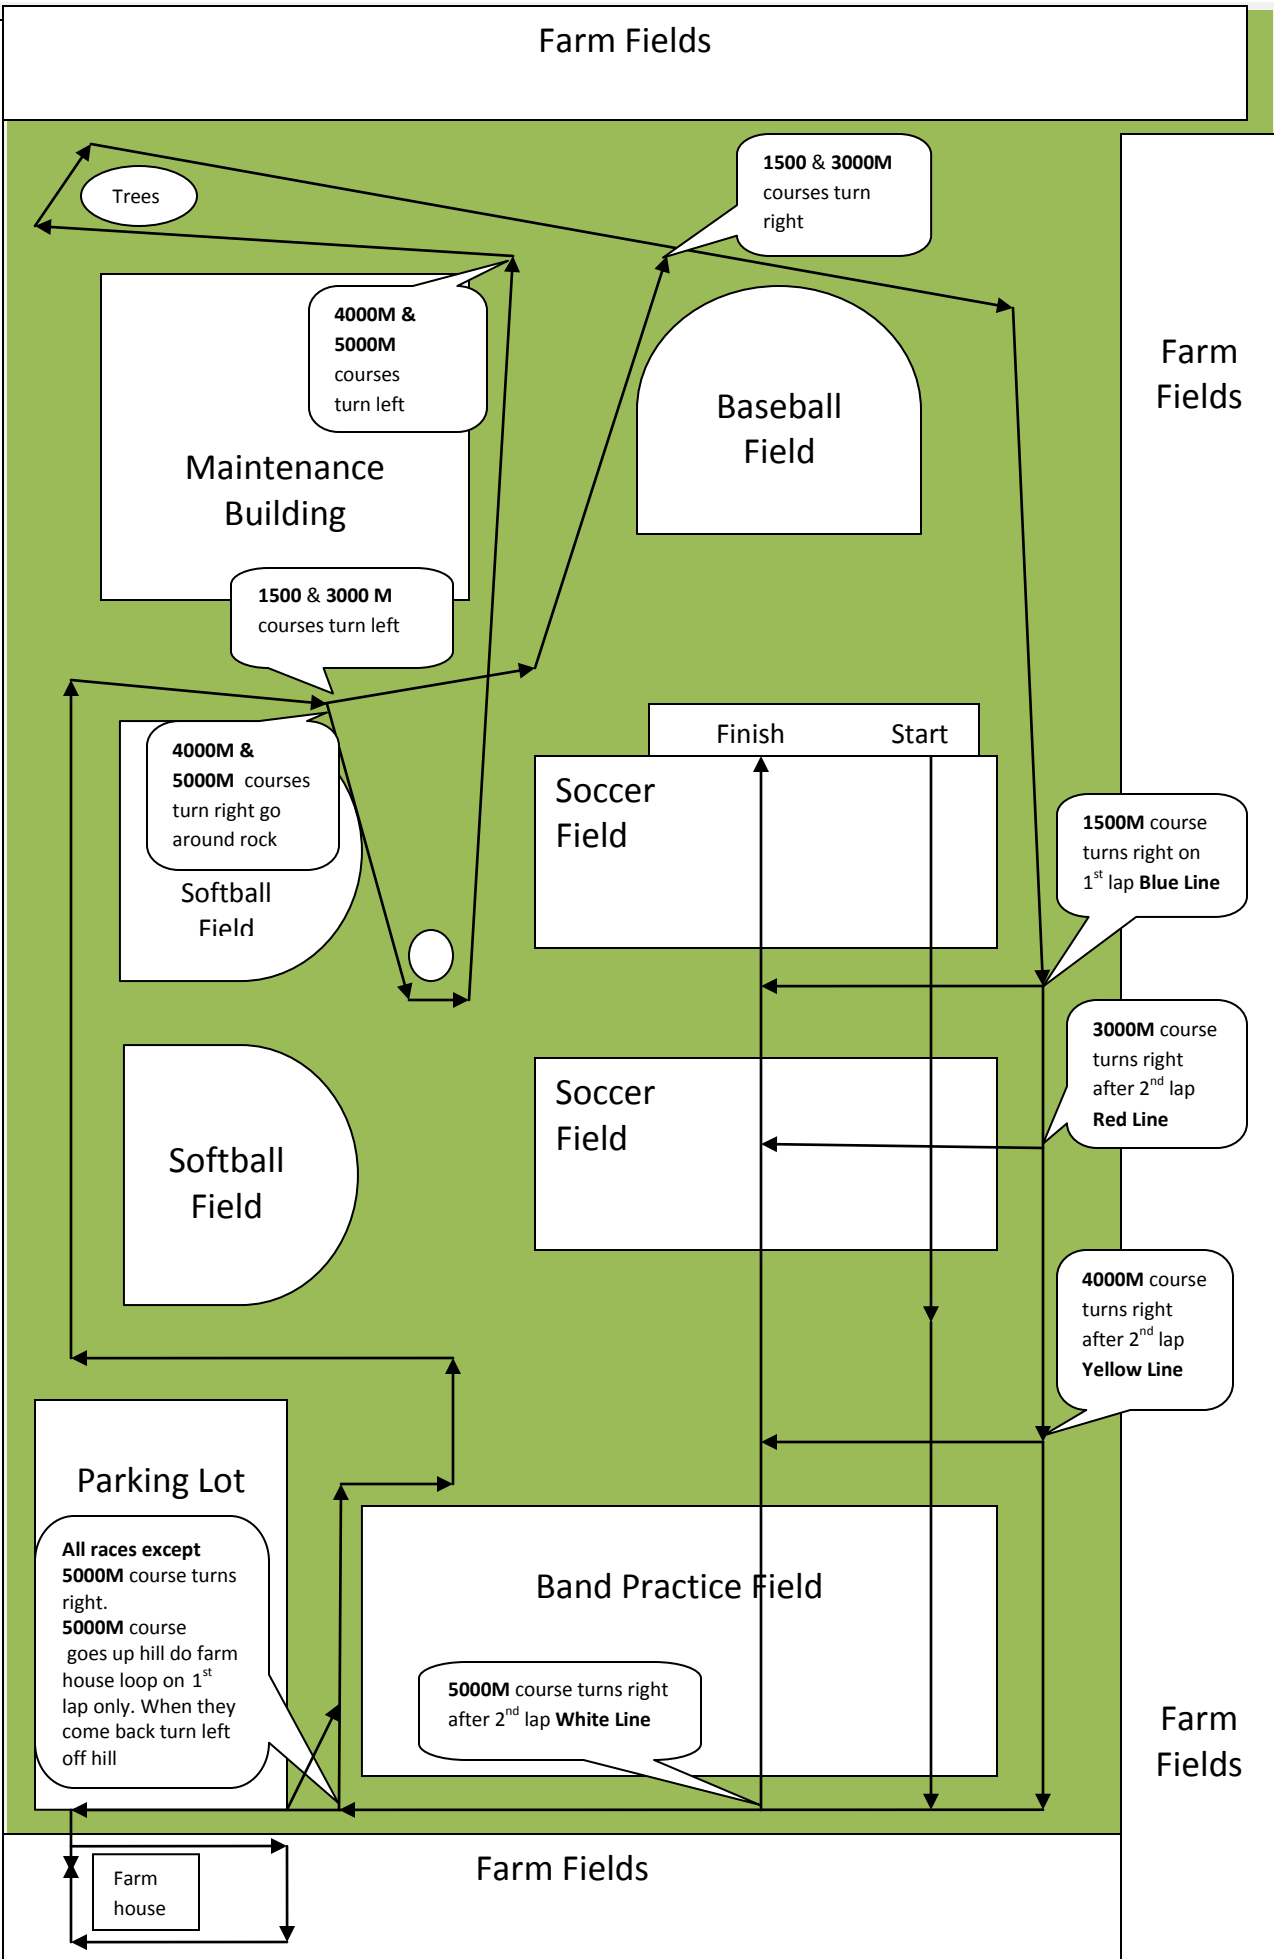 Farm Fields
Trees
1500 & 3000M
courses turn
right
4000M &
5000M
courses
turn left
Farm
Fields
Baseball
Field
Maintenance
Building
1500 & 3000 M
courses turn left
4000M &
5000M courses
turn right go
around rock
Softball
Field
Finish
Start
Soccer
Field
1500M course
turns right on
1st lap Blue Line
3000M course
turns right
after 2nd lap
Red Line
Soccer
Field
Softball
Field
4000M course
turns right
after 2nd lap
Yellow Line
Parking Lot
All races except
5000M course turns
right.
5000M course
goes up hill do farm
house loop on 1st
lap only. When they
come back turn left
off hill
Band Practice Field
5000M course turns right
after 2nd lap White Line
Farm
Fields
Farm Fields
Farm
house